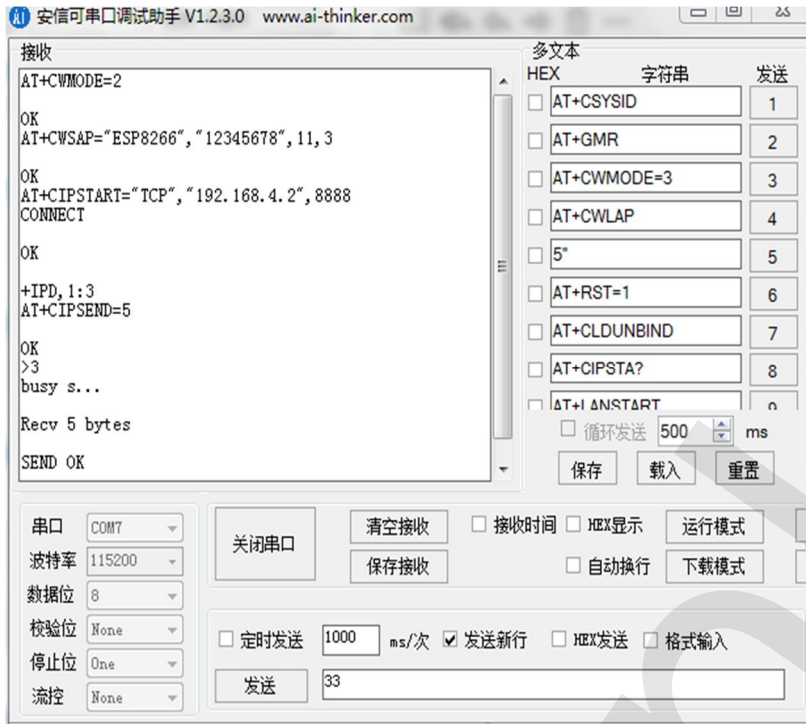 安信可串口调试助手 V1.2.3.0 www.ai-thinker.com
接收
AT+CWMODE=2
OK
AT+CWSAP="ESP8266","12345678",11,3
OK
AT+CIPSTART="TCP","192.168.4.2",8888
CONNECT
OK
+IPD,1:3
AT+CIPSEND=5
OK
>3
busy s...
Recv 5 bytes
SEND OK
多文本
HEX 字符串 发送
AT+CSYSID 1
AT+GMR 2
AT+CWMODE=3 3
AT+CWLAP 4
5" 5
AT+RST=1 6
AT+CLDUNBIND 7
AT+CIPSTA? 8
AT+LANSTART 9
循环发送 500 ms
保存 载入 重置
串口 COM7
波特率 115200
数据位 8
校验位 None
停止位 One
流控 None
关闭串口 清空接收 接收时间 HEX显示 运行模式
保存接收 自动换行 下载模式
定时发送 1000 ms/次 发送新行 HEX发送 格式输入
发送 33